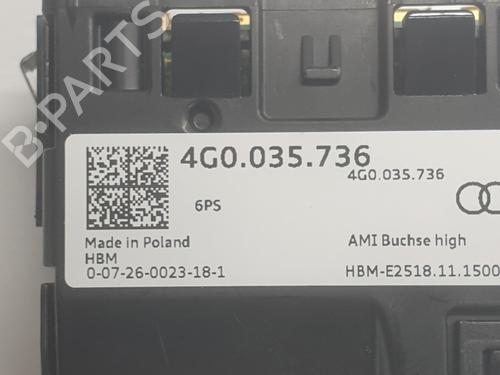 B-PARTS
4G0.035.736
4G0.035.736
6PS
Made in Poland
HBM
0-07-26-0023-18-1
AMI Buchse high
HBM-E2518.11.1500